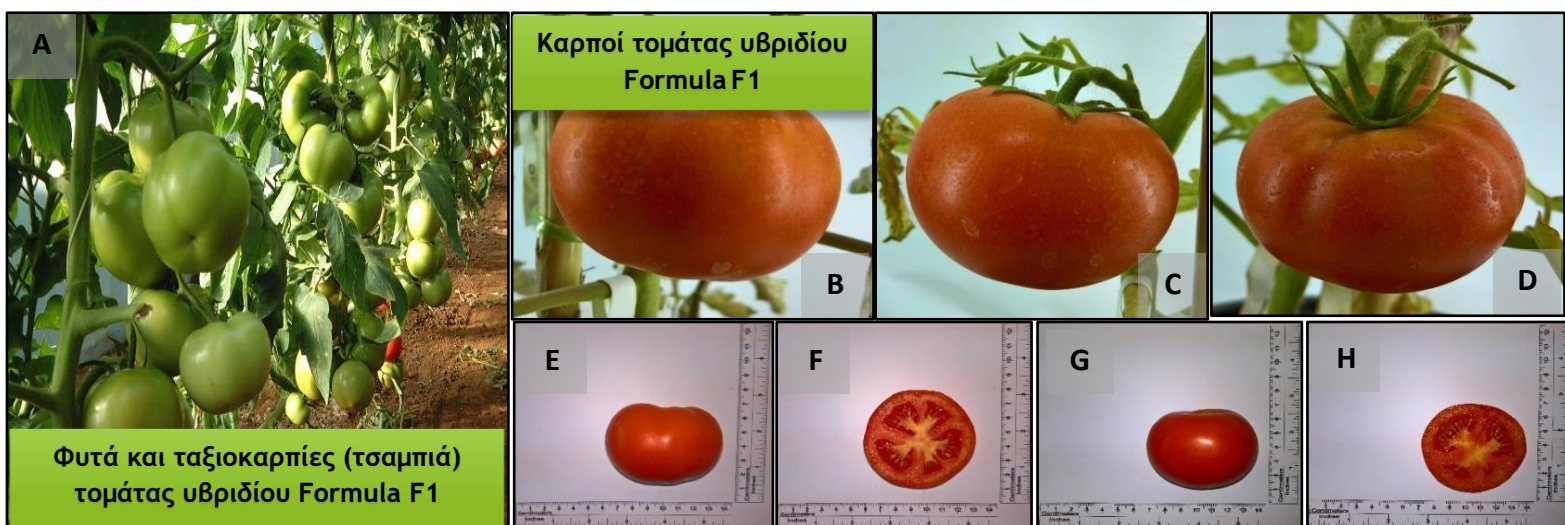 A
Φυτά και ταξιοκαρπίες (τσαμπιά)
τομάτας υβριδίου Formula F1
Καρποί τομάτας υβριδίου
Formula F1
B
C
D
E
F
G
H